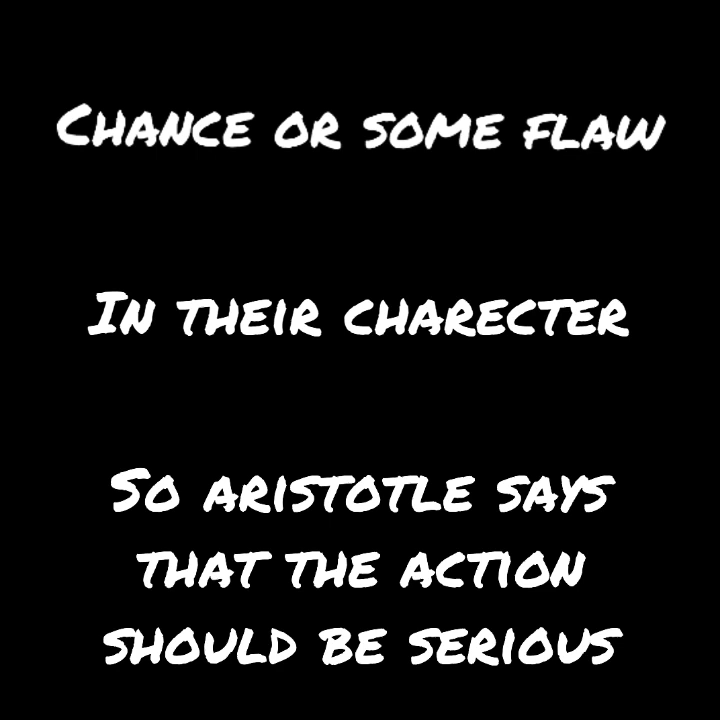 Chance or some flaw
In their charecter
So aristotle says
that the action
should be serious